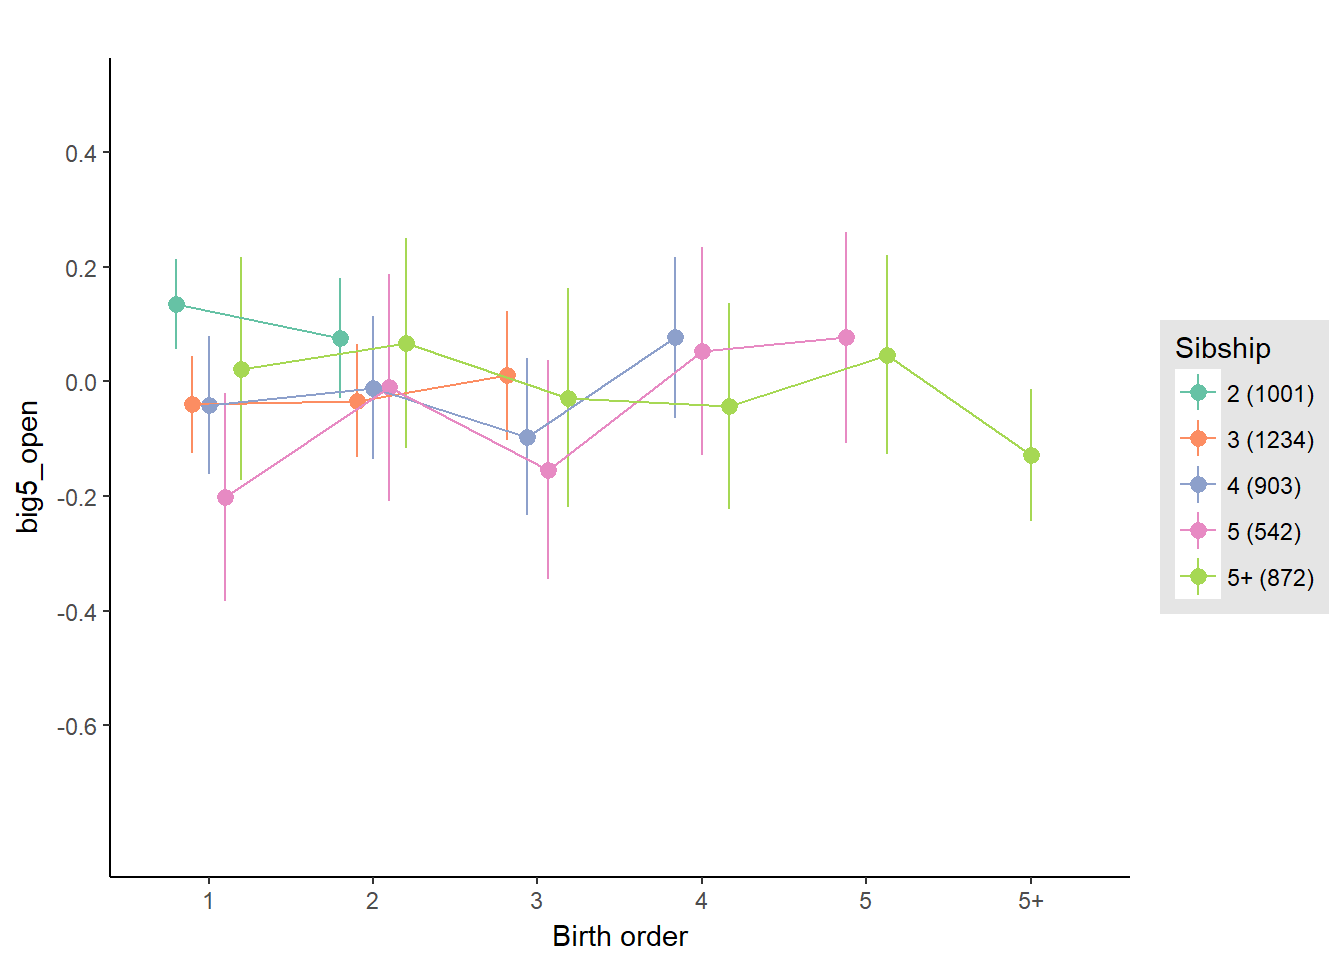 0.4
0.2
0.0
-0.2
-0.4
-0.6
big5_open
1 2 3 4 5 5+
Birth order
Sibship
2 (1001)
3 (1234)
4 (903)
5 (542)
5+ (872)